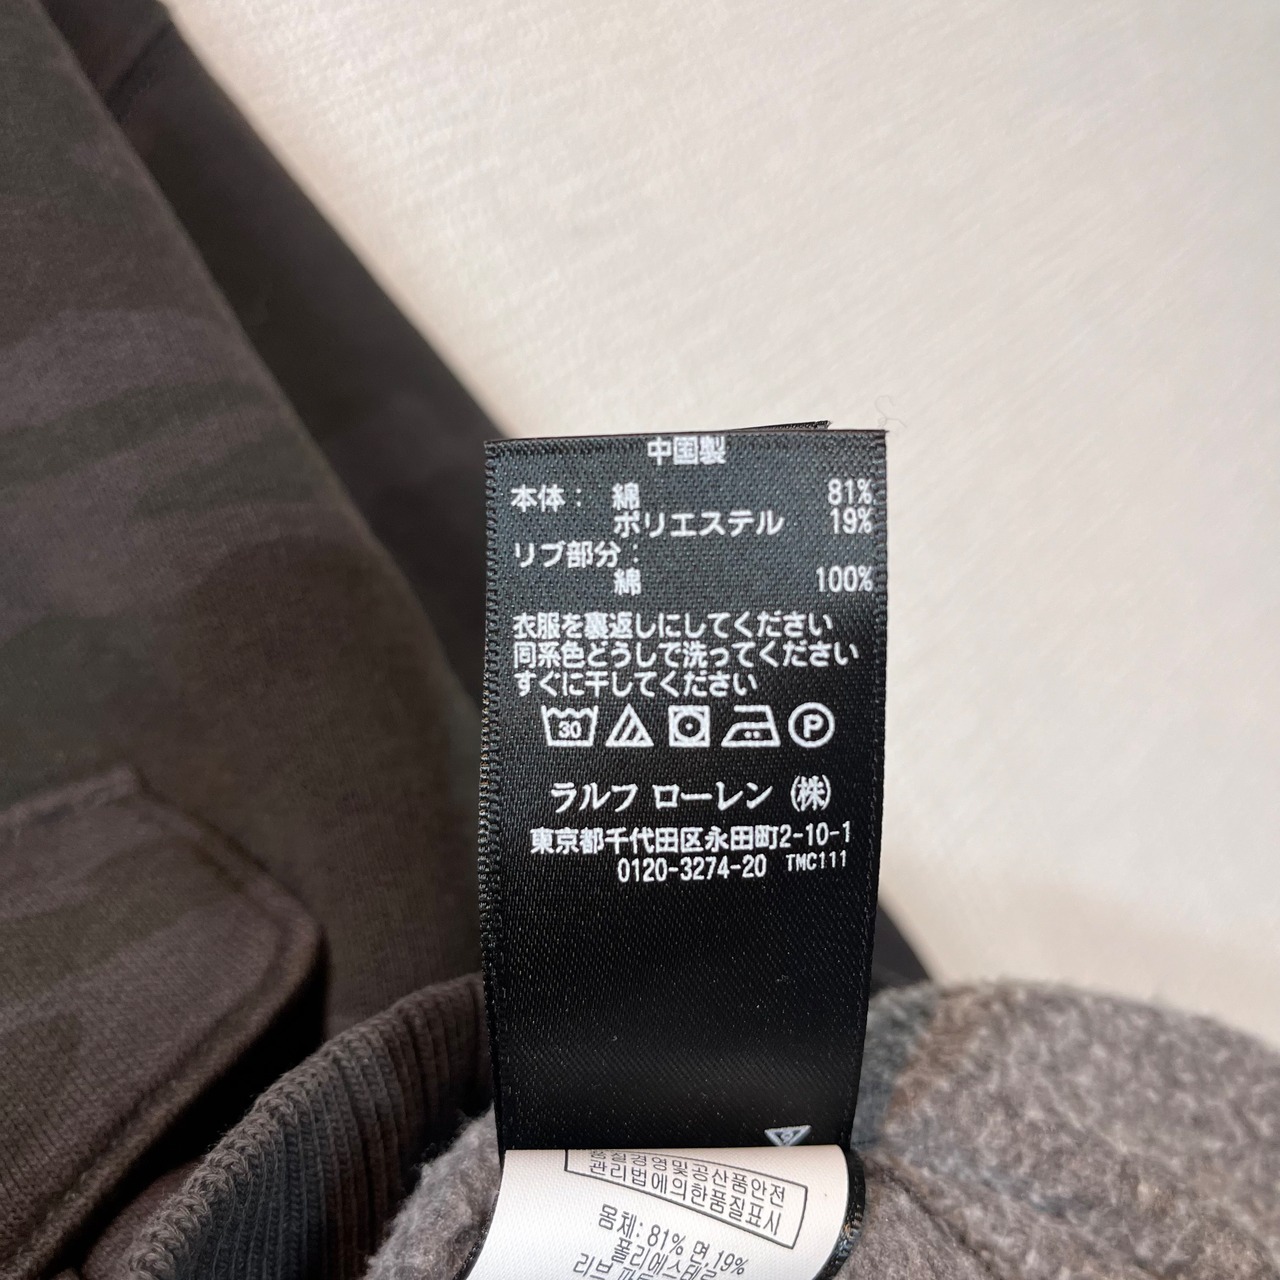 中国製
本体： 綿 81%
ポリエステル 19%
リブ部分：
綿 100%
衣服を裏返しにしてください
同系色どうしで洗ってください
すぐに干してください
30 P
ラルフ ローレン (株)
東京都千代田区永田町2-10-1
0120-3274-20 TMC111
관리법에의한품질표시
몸체: 81% 면,19%
폴리에스테르